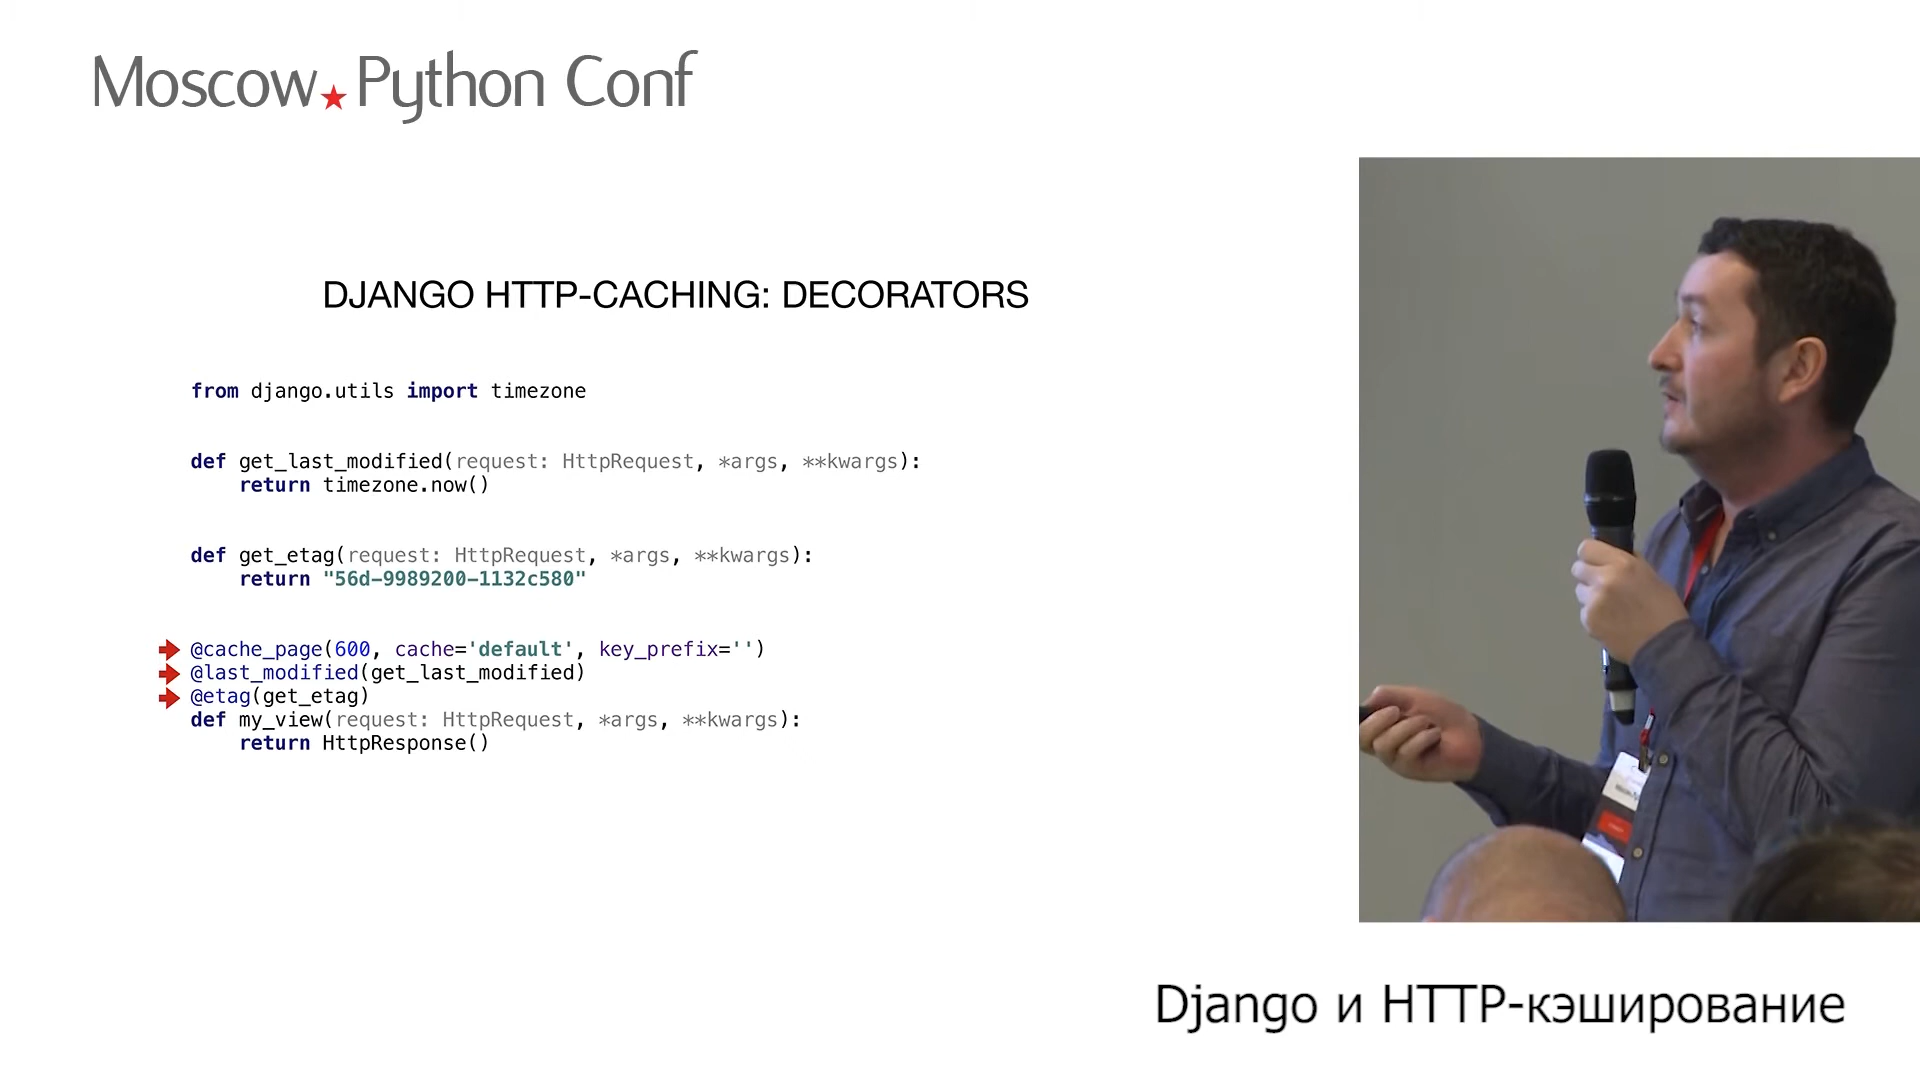 Moscow Python Conf
DJANGO HTTP-CACHING: DECORATORS
from django.utils import timezone
def get_last_modified(request: HttpRequest, *args, **kwargs):
    return timezone.now()
def get_etag(request: HttpRequest, *args, **kwargs):
    return "56d-9989200-1132c580"
@cache_page(600, cache='default', key_prefix='')
@last_modified(get_last_modified)
@etag(get_etag)
def my_view(request: HttpRequest, *args, **kwargs):
    return HttpResponse()
Django и HTTP-кэширование